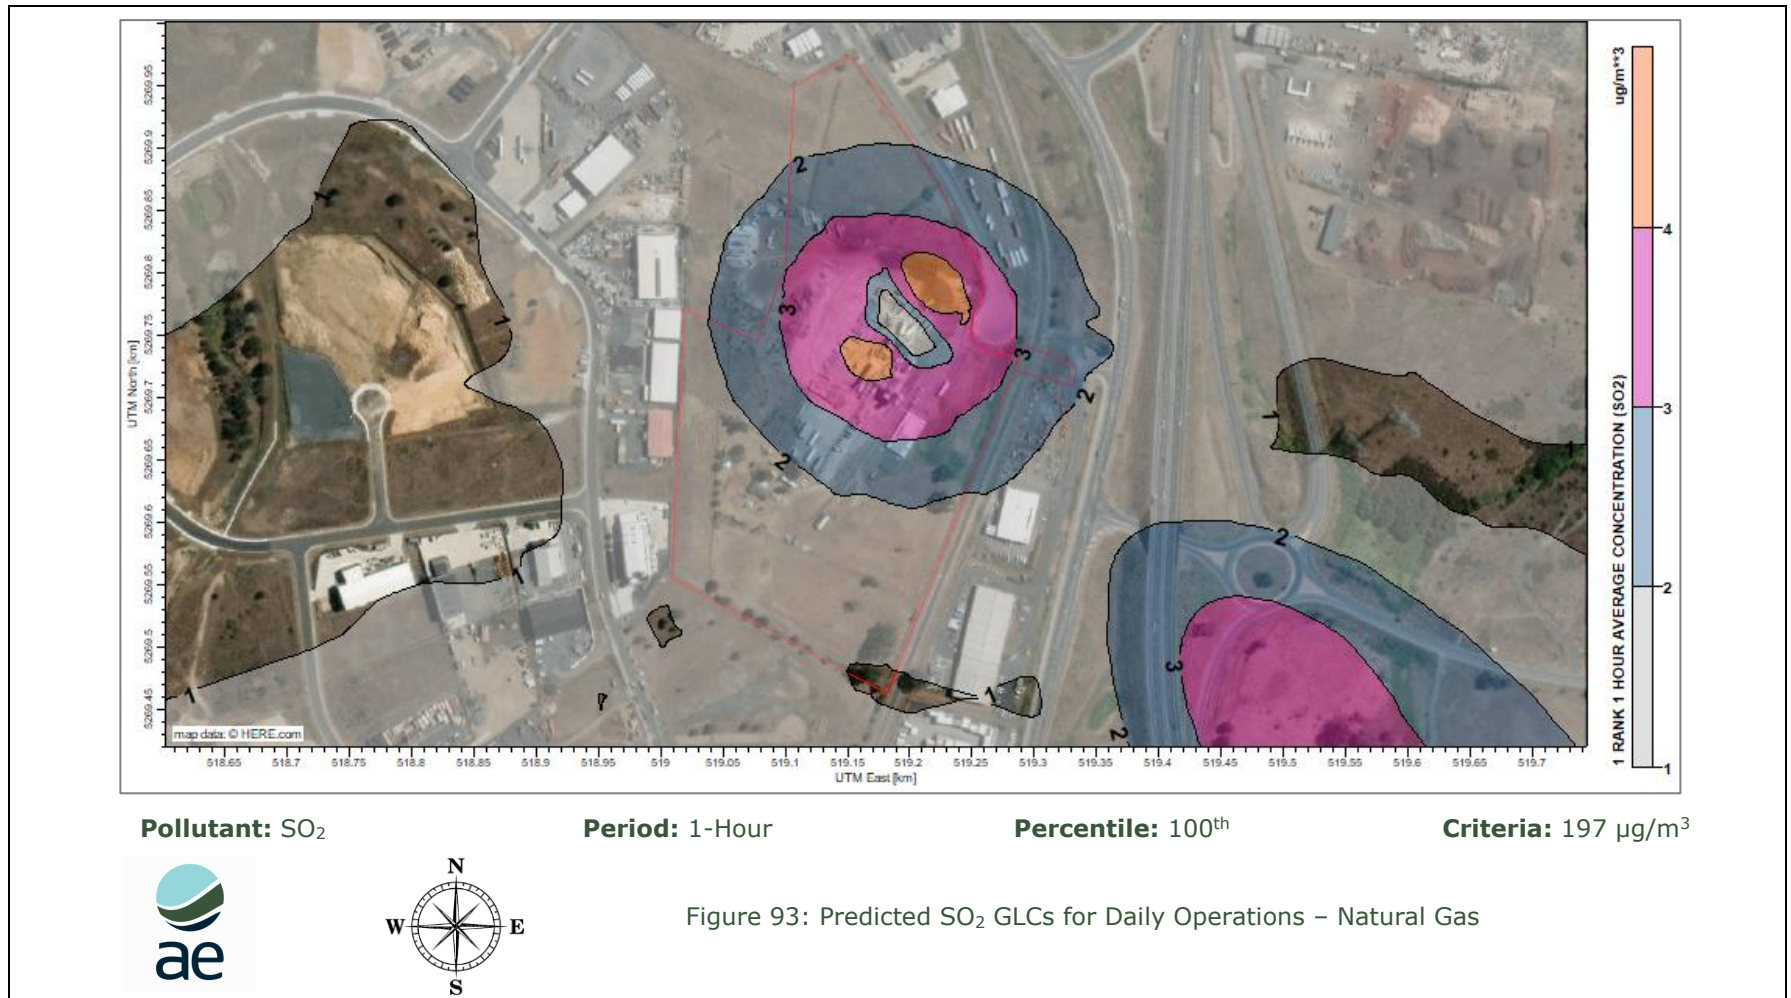 ug/m**3
4
3
2
1
1 RANK 1 HOUR AVERAGE CONCENTRATION (SO2)
UTM North [km]
5269.95
5269.9
5269.85
5269.8
5269.75
5269.7
5269.65
5269.6
5269.55
5269.5
5269.45
1
1
1
1
2
3
3
2
2
1
1
1
2
3
2
map data: © HERE.com
518.65 518.7 518.75 518.8 518.85 518.9 518.95 519 519.05 519.1 519.15 519.2 519.25 519.3 519.35 519.4 519.45 519.5 519.55 519.6 519.65 519.7
UTM East [km]
Pollutant: SO₂ Period: 1-Hour Percentile: 100ᵗʰ Criteria: 197 µg/m³
ae
N
W E
S
Figure 93: Predicted SO₂ GLCs for Daily Operations – Natural Gas